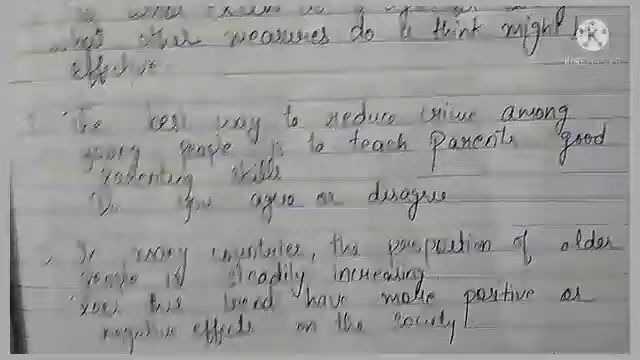 what other measures do u think might b
effective
The best way to reduce crime among
young people is to teach parents good
parenting skills
Do you agree or disagree
In many countries, the proportion of older
people is steadily increasing
Does this trend have more positive or
negative effects on the society